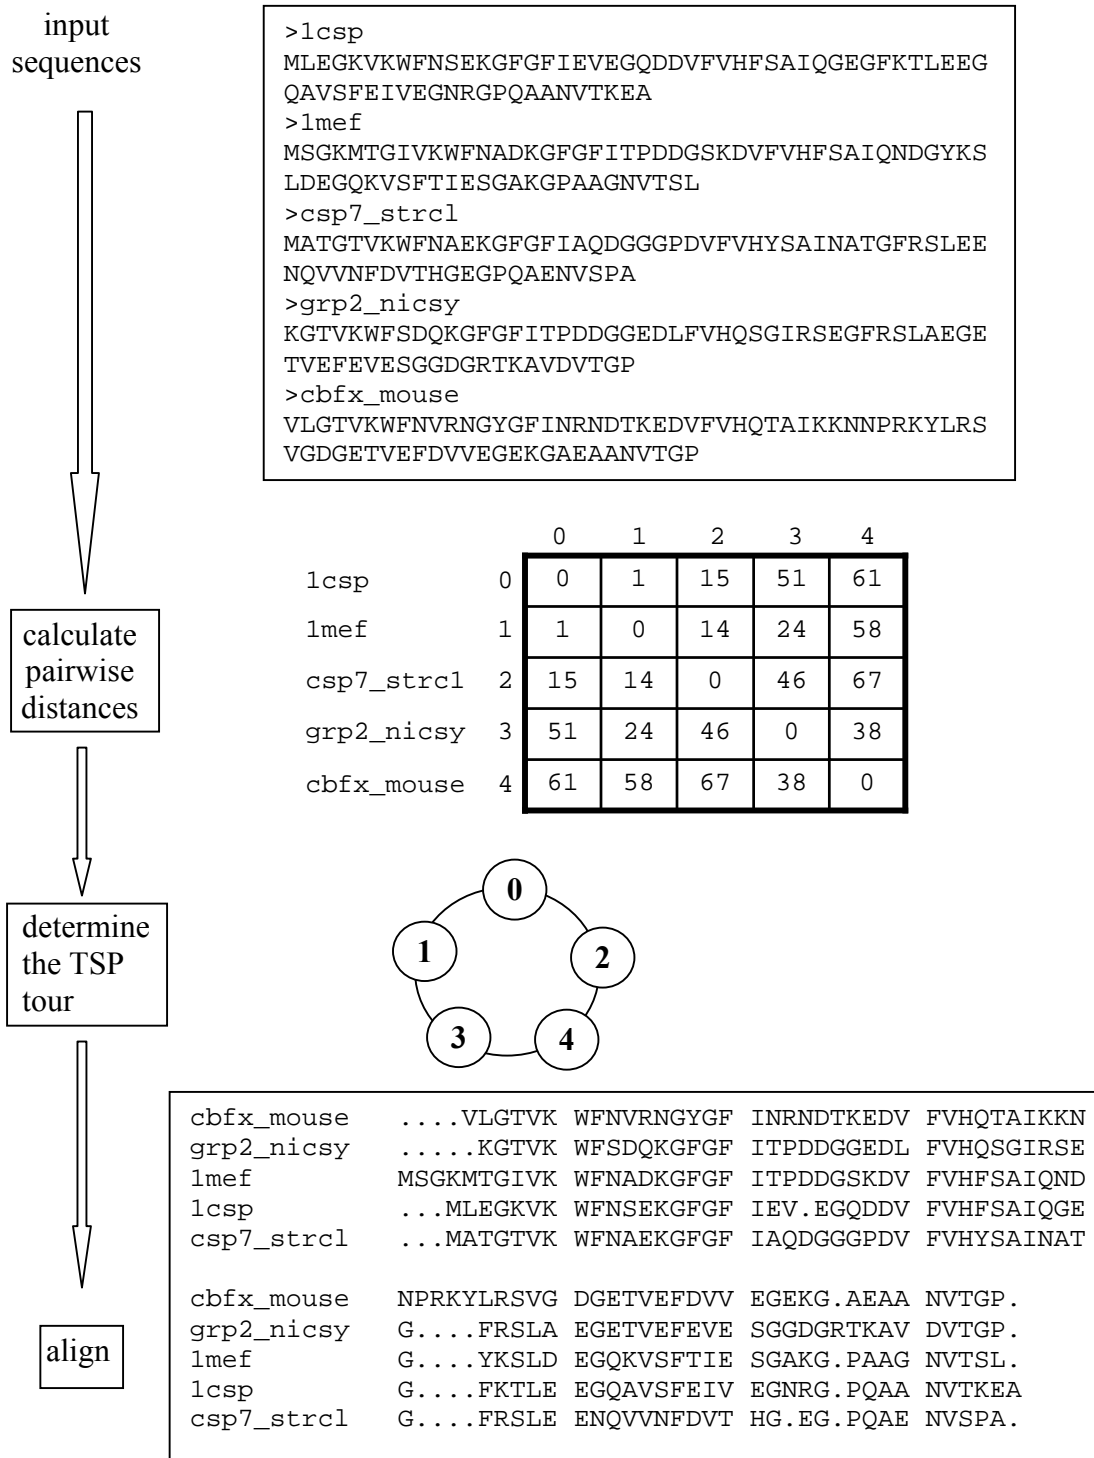 input
sequences
>1csp
MLEGKVKWFNSEKGFGFIEVEGQDDVFVHFSAIQGEGFKTLEEG
QAVSFEIVEGNRGPQAANVTKEA
>1mef
MSGKMTGIVKWFNADKGFGFITPDDGSKDVFVHFSAIQNDGYKS
LDEGQKVSFTIESGAKGPAAGNVTSL
>csp7_strcl
MATGTVKWFNAEKGFGFIAQDGGGPDVFVHYSAINATGFRSLEE
NQVVNFDVTHGEGPQAENVSPA
>grp2_nicsy
KGTVKWFSDQKGFGFITPDDGGEDLFVHQSGIRSEGFRSLAEGE
TVEFEVESGGDGRTKAVDVTGP
>cbfx_mouse
VLGTVKWFNVRNGYGFINRNDTKEDVFVHQTAIKKNNPRKYLRS
VGDGETVEFDVVEGEKGAEAANVTGP
0 1 2 3 4
1csp 0 0 1 15 51 61
1mef 1 1 0 14 24 58
csp7_strcl 2 15 14 0 46 67
grp2_nicsy 3 51 24 46 0 38
cbfx_mouse 4 61 58 67 38 0
calculate
pairwise
distances
0
1
2
3
4
determine
the TSP
tour
cbfx_mouse ....VLGTVK WFNVRNGYGF INRNDTKEDV FVHQTAIKKN
grp2_nicsy .....KGTVK WFSDQKGFGF ITPDDGGEDL FVHQSGIRSE
1mef MSGKMTGIVK WFNADKGFGF ITPDDGSKDV FVHFSAIQND
1csp ...MLEGKVK WFNSEKGFGF IEV.EGQDDV FVHFSAIQGE
csp7_strcl ...MATGTVK WFNAEKGFGF IAQDGGGPDV FVHYSAINAT
cbfx_mouse NPRKYLRSVG DGETVEFDVV EGEKG.AEAA NVTGP.
grp2_nicsy G....FRSLA EGETVEFEVE SGGDGRTKAV DVTGP.
1mef G....YKSLD EGQKVSFTIE SGAKG.PAAG NVTSL.
1csp G....FKTLE EGQAVSFEIV EGNRG.PQAA NVTKEA
csp7_strcl G....FRSLE ENQVVNFDVT HG.EG.PQAE NVSPA.
align